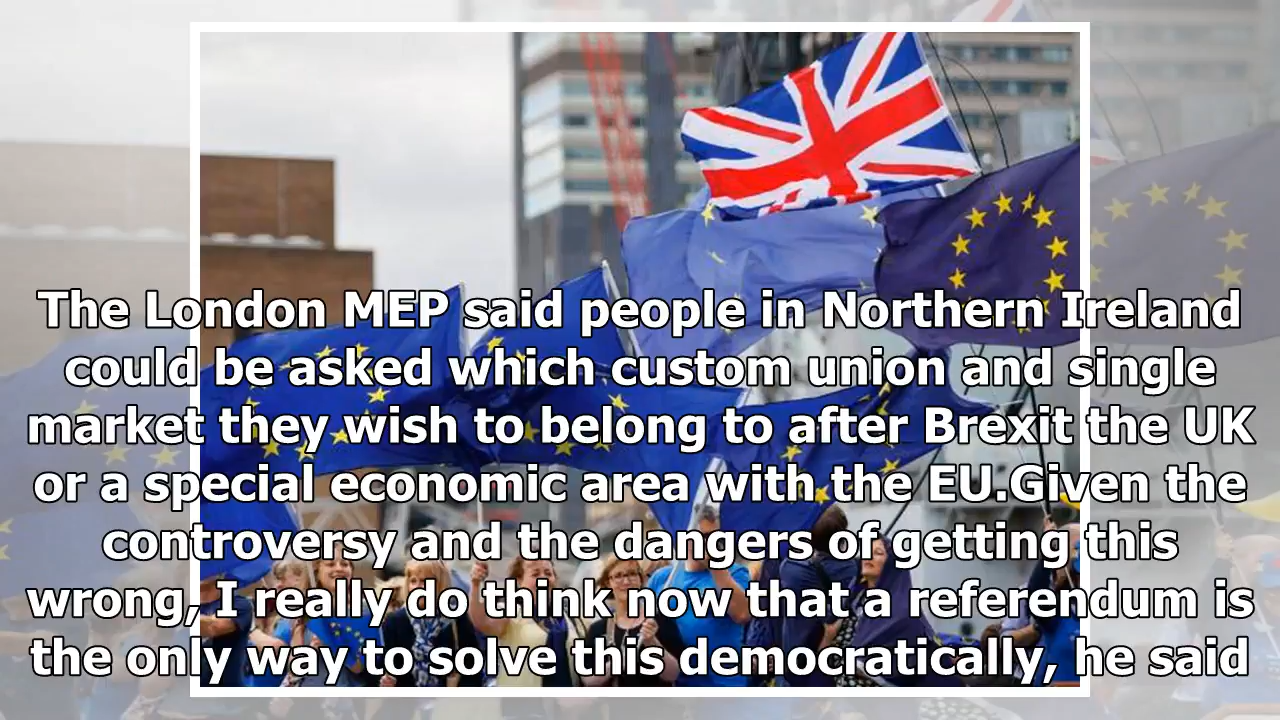 The London MEP said people in Northern Ireland
could be asked which custom union and single
market they wish to belong to after Brexit the UK
or a special economic area with the EU.Given the
controversy and the dangers of getting this
wrong, I really do think now that a referendum is
the only way to solve this democratically, he said